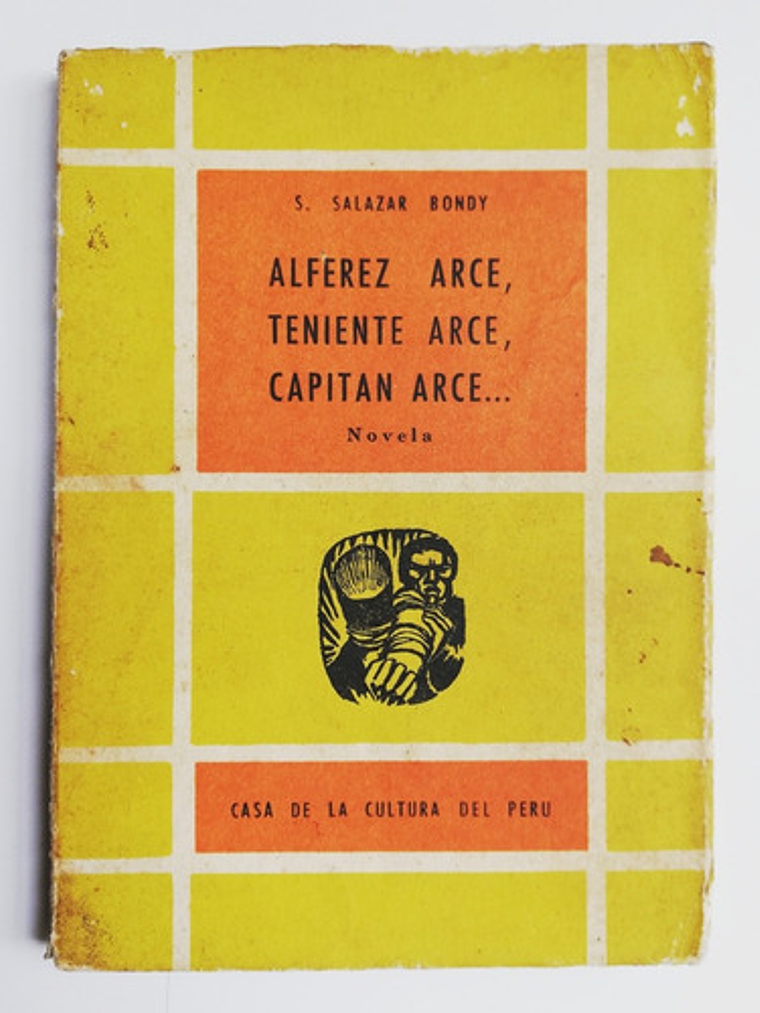 S. SALAZAR BONDY
ALFEREZ ARCE,
TENIENTE ARCE,
CAPITAN ARCE...
Novela
CASA DE LA CULTURA DEL PERU